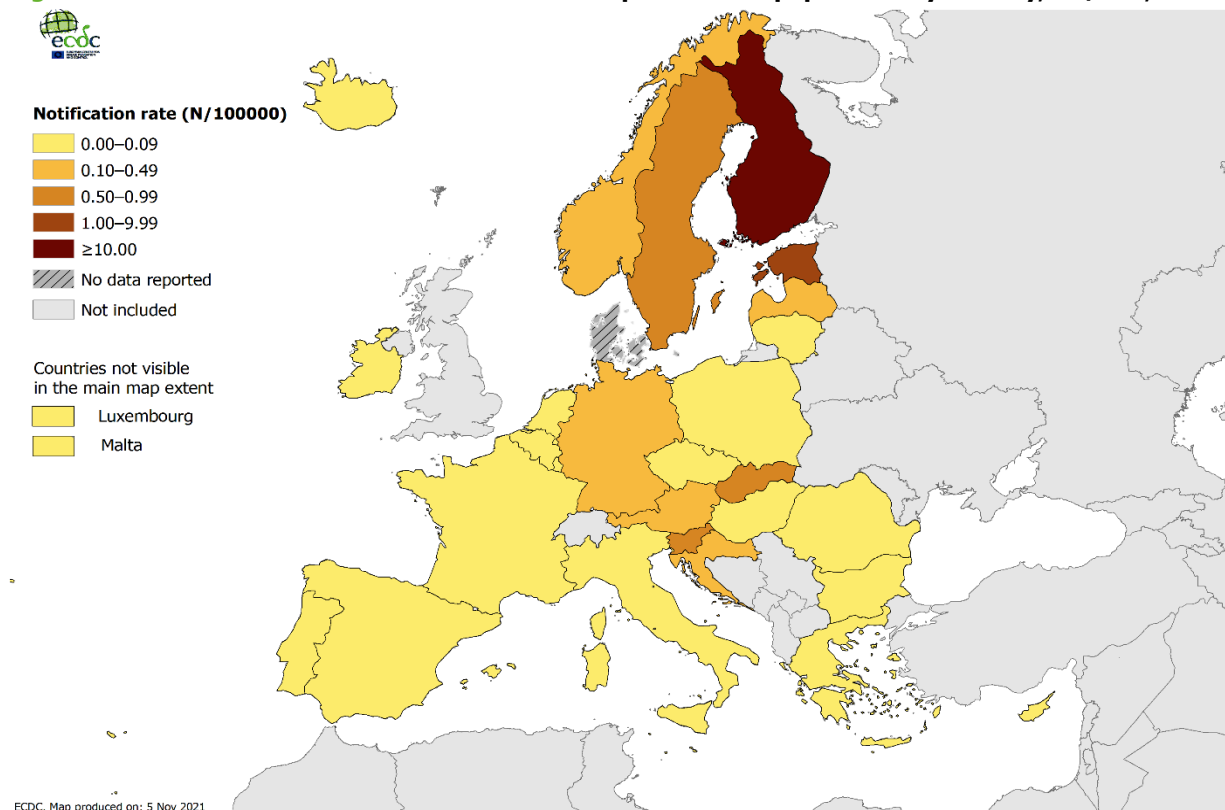 ecdc
Notification rate (N/100000)
0.00–0.09
0.10–0.49
0.50–0.99
1.00–9.99
≥10.00
No data reported
Not included
Countries not visible
in the main map extent
Luxembourg
Malta
ECDC. Map produced on: 5 Nov 2021